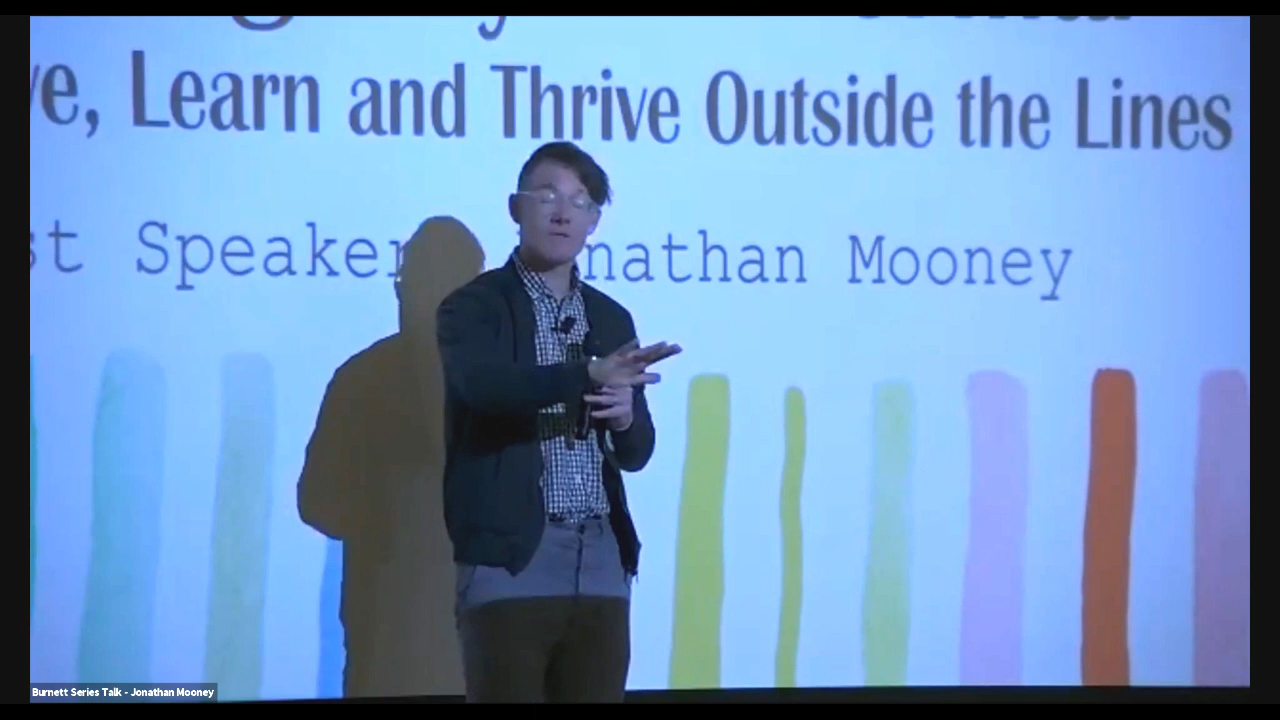 ve, Learn and Thrive Outside the Lines
st Speaker nathan Mooney
Burnett Series Talk - Jonathan Mooney